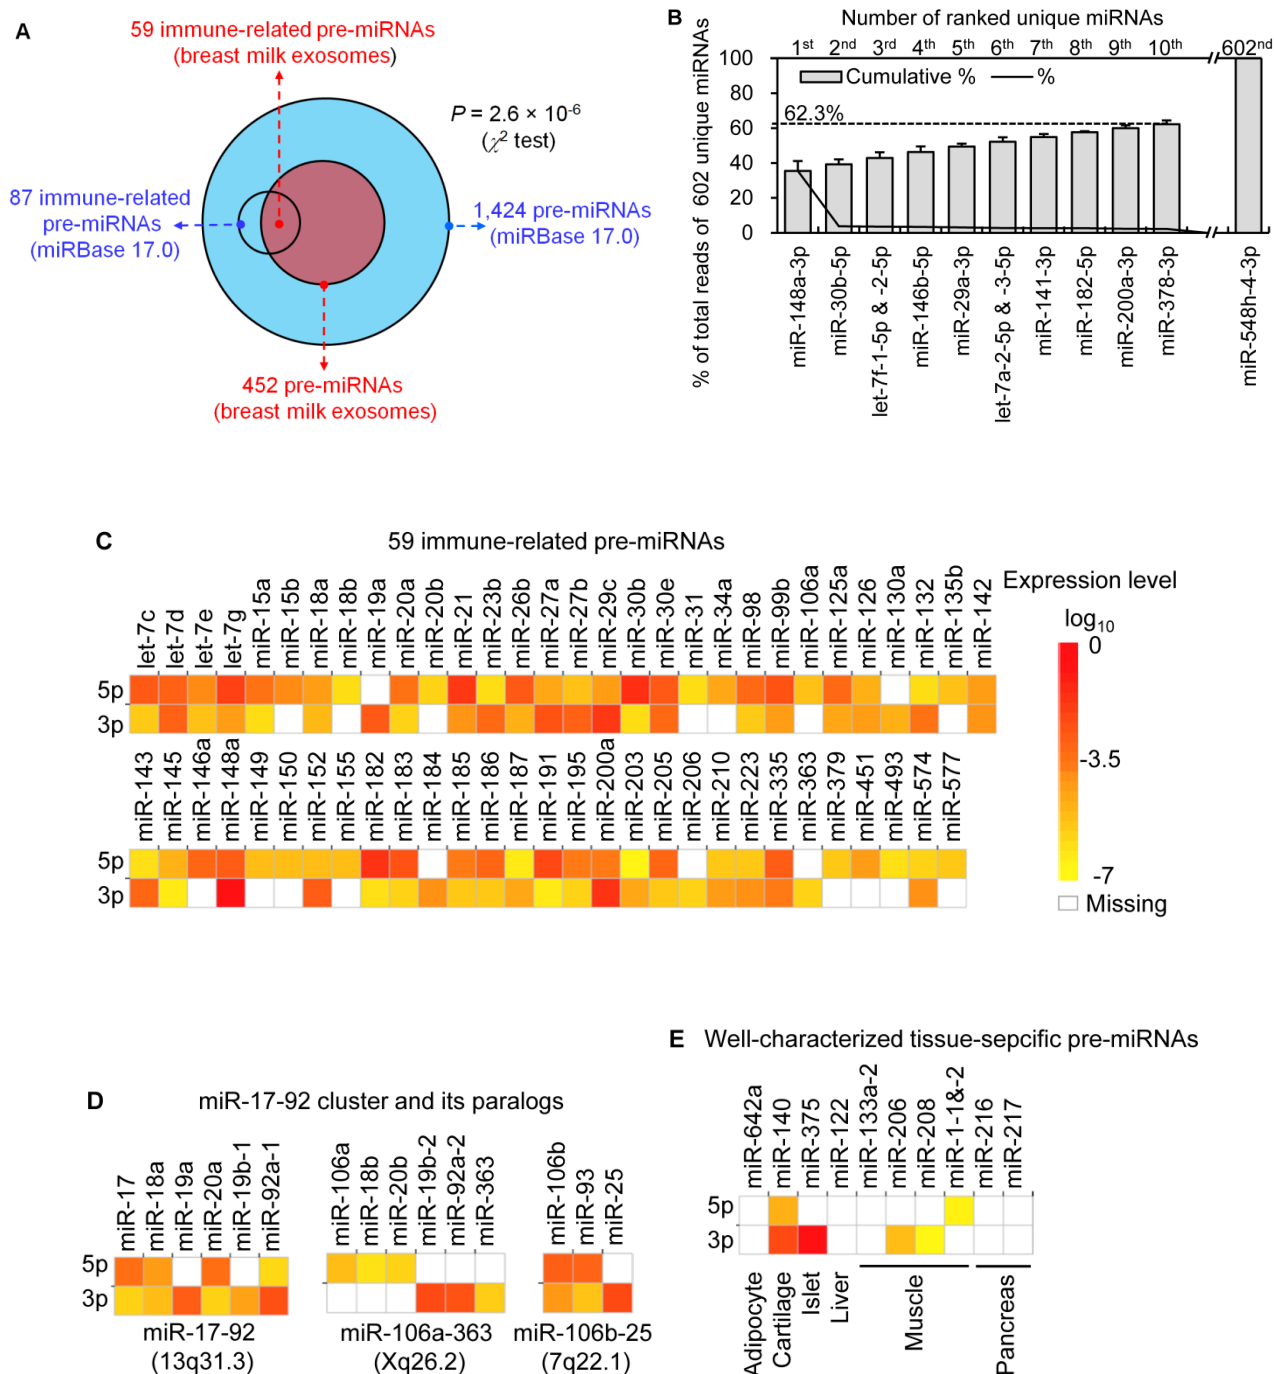 A
59 immune-related pre-miRNAs
(breast milk exosomes)
P = 2.6 × 10⁻⁶
(χ² test)
87 immune-related
pre-miRNAs
(miRBase 17.0)
1,424 pre-miRNAs
(miRBase 17.0)
452 pre-miRNAs
(breast milk exosomes)
B
Number of ranked unique miRNAs
1st 2nd 3rd 4th 5th 6th 7th 8th 9th 10th 602nd
% of total reads of 602 unique miRNAs
100
80
60
40
20
0
Cumulative % %
62.3%
miR-148a-3p
miR-30b-5p
let-7f-1-5p & -2-5p
miR-146b-5p
miR-29a-3p
let-7a-2-5p & -3-5p
miR-141-3p
miR-182-5p
miR-200a-3p
miR-378-3p
miR-548h-4-3p
C
59 immune-related pre-miRNAs
let-7c
let-7d
let-7e
let-7g
miR-15a
miR-15b
miR-18a
miR-18b
miR-19a
miR-20a
miR-20b
miR-21
miR-23b
miR-26b
miR-27a
miR-27b
miR-29c
miR-30b
miR-30e
miR-31
miR-34a
miR-98
miR-99b
miR-106a
miR-125a
miR-126
miR-130a
miR-132
miR-135b
miR-142
5p
3p
miR-143
miR-145
miR-146a
miR-148a
miR-149
miR-150
miR-152
miR-155
miR-182
miR-183
miR-184
miR-185
miR-186
miR-187
miR-191
miR-195
miR-200a
miR-203
miR-205
miR-206
miR-210
miR-223
miR-335
miR-363
miR-379
miR-451
miR-493
miR-574
miR-577
5p
3p
Expression level
log₁₀
0
-3.5
-7
Missing
D
miR-17-92 cluster and its paralogs
miR-17
miR-18a
miR-19a
miR-20a
miR-19b-1
miR-92a-1
miR-106a
miR-18b
miR-20b
miR-19b-2
miR-92a-2
miR-363
miR-106b
miR-93
miR-25
5p
3p
miR-17-92
(13q31.3)
miR-106a-363
(Xq26.2)
miR-106b-25
(7q22.1)
E
Well-characterized tissue-sepcific pre-miRNAs
miR-642a
miR-140
miR-375
miR-122
miR-133a-2
miR-206
miR-208
miR-1-1&-2
miR-216
miR-217
5p
3p
Adipocyte
Cartilage
Islet
Liver
Muscle
Pancreas